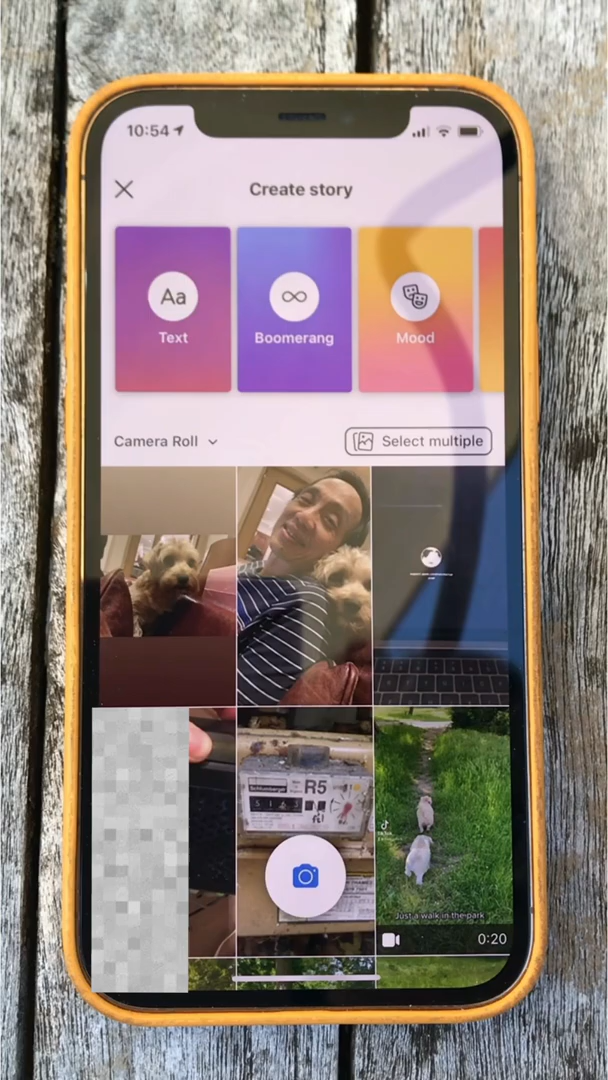 10:54
Create story
Aa
Text
Boomerang
Mood
Camera Roll
Select multiple
Schlumberger
R5
Just a walk in the park
0:20